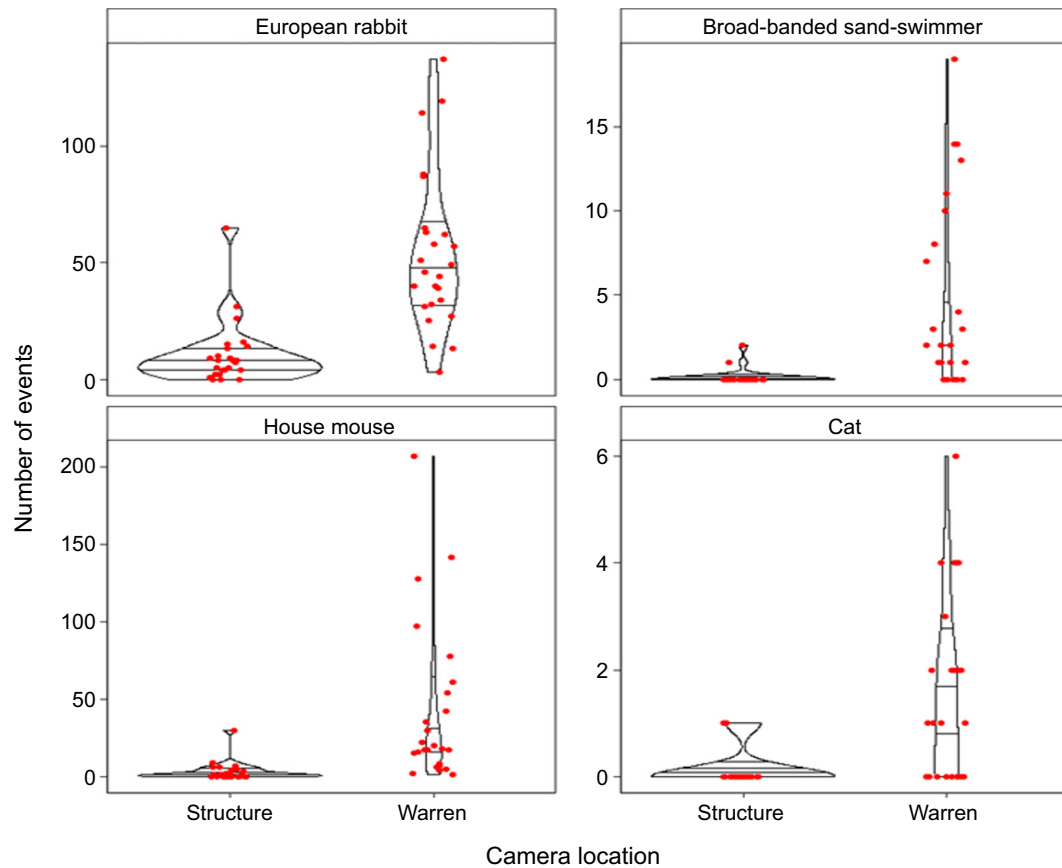 European rabbit
Broad-banded sand-swimmer
100
50
0
15
10
5
0
House mouse
Cat
200
150
100
50
0
6
4
2
0
Structure
Warren
Structure
Warren
Number of events
Camera location